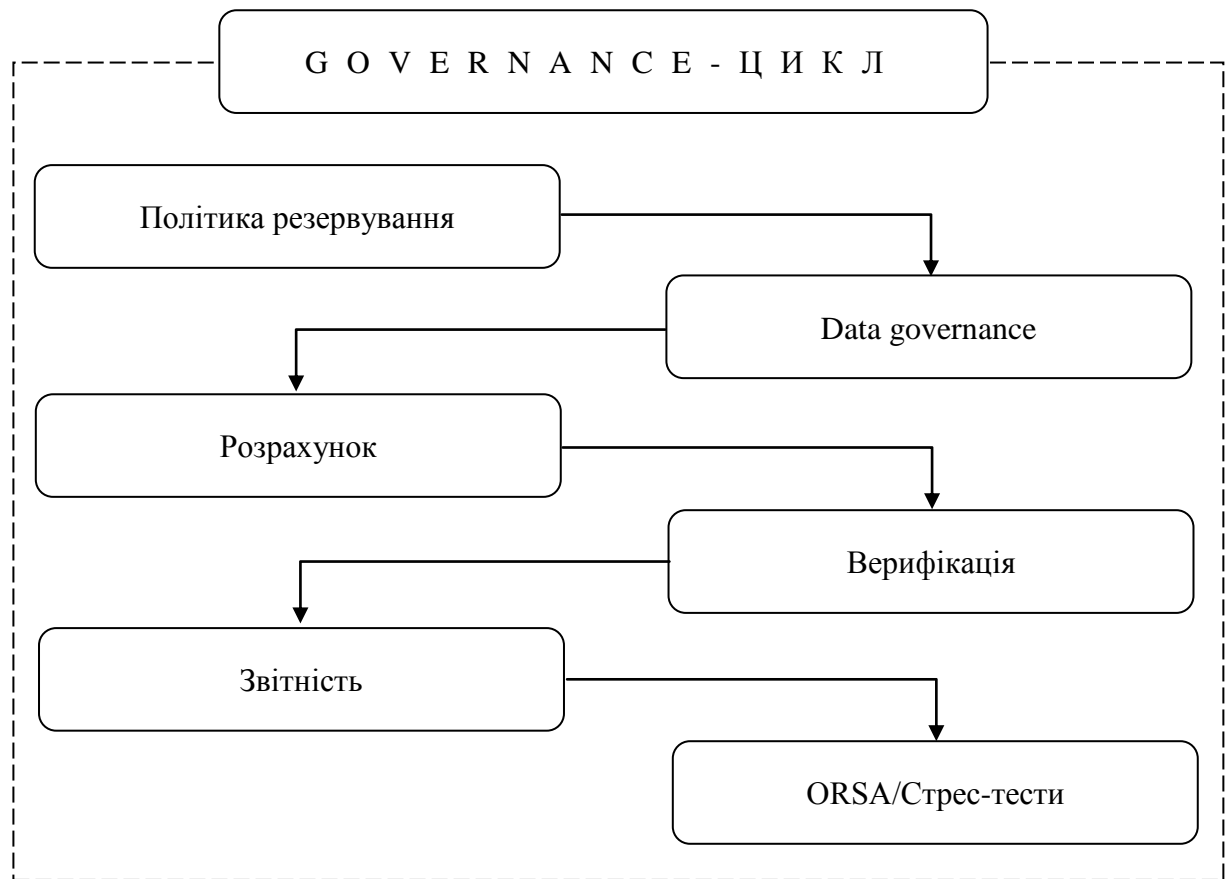 G O V E R N A N C E - Ц И К Л
Політика резервування
Data governance
Розрахунок
Верифікація
Звітність
ORSA/Стрес-тести